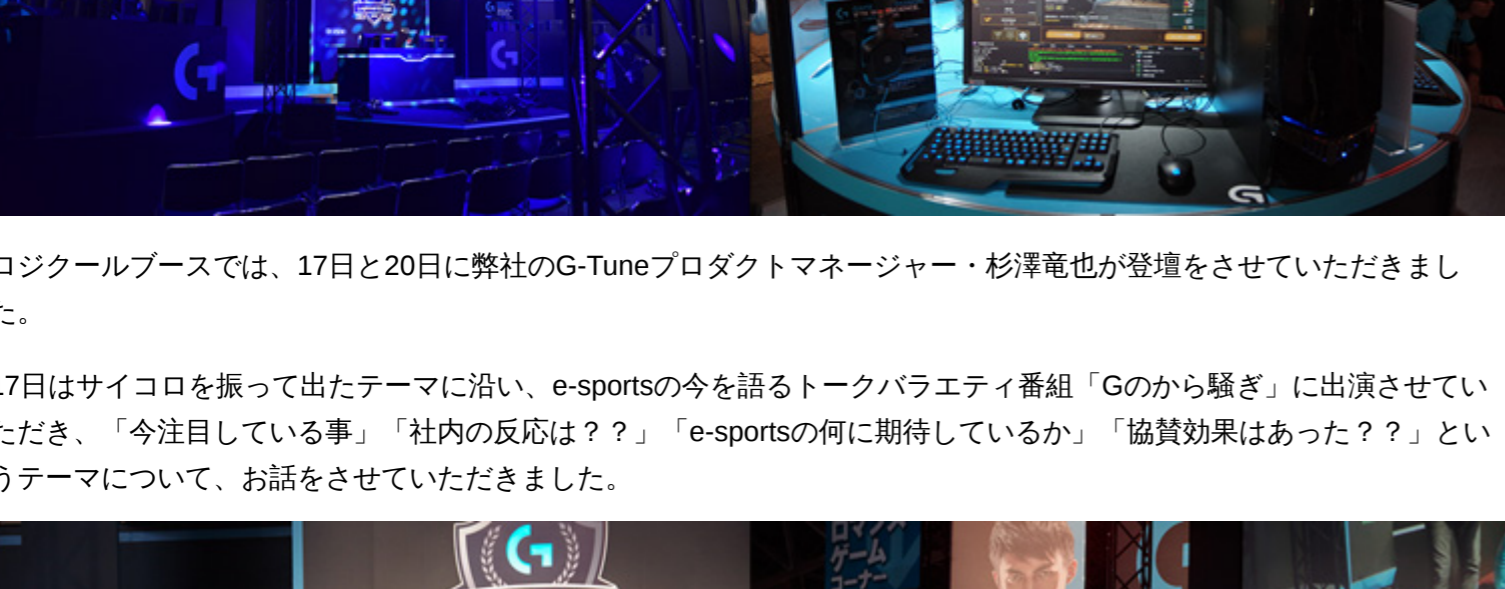 ロジクールブースでは、17日と20日に弊社のG-Tuneプロダクトマネージャー・杉澤竜也が登壇をさせていただきまし
た。
17日はサイコロを振って出たテーマに沿い、e-sportsの今を語るトークバラエティ番組「Gのから騒ぎ」に出演させてい
ただき、「今注目している事」「社内の反応は？？」「e-sportsの何に期待しているか」「協賛効果はあった？？」とい
うテーマについて、お話をさせていただきました。
ゲーム
コーナー